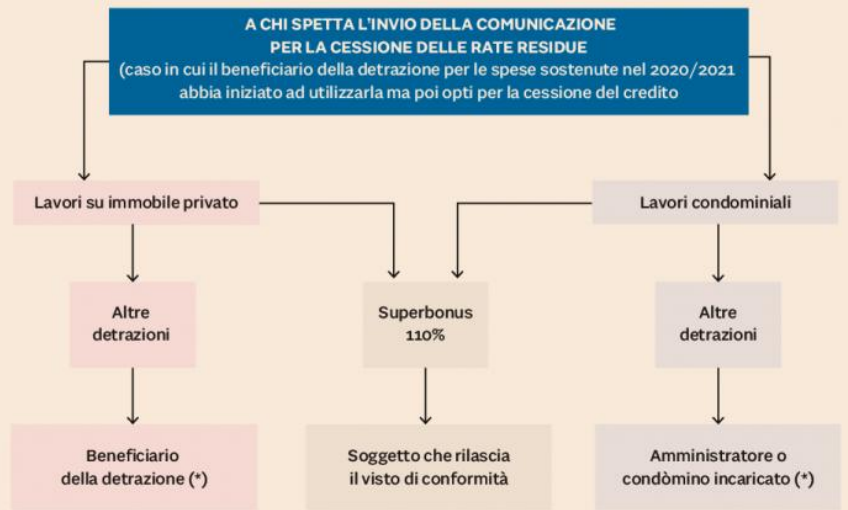 A CHI SPETTA L'INVIO DELLA COMUNICAZIONE
PER LA CESSIONE DELLE RATE RESIDUE
(caso in cui il beneficiario della detrazione per le spese sostenute nel 2020/2021
abbia iniziato ad utilizzarla ma poi opti per la cessione del credito
Lavori su immobile privato
Lavori condominiali
Altre
detrazioni
Superbonus
110%
Altre
detrazioni
Beneficiario
della detrazione (*)
Soggetto che rilascia
il visto di conformità
Amministratore o
condòmino incaricato (*)